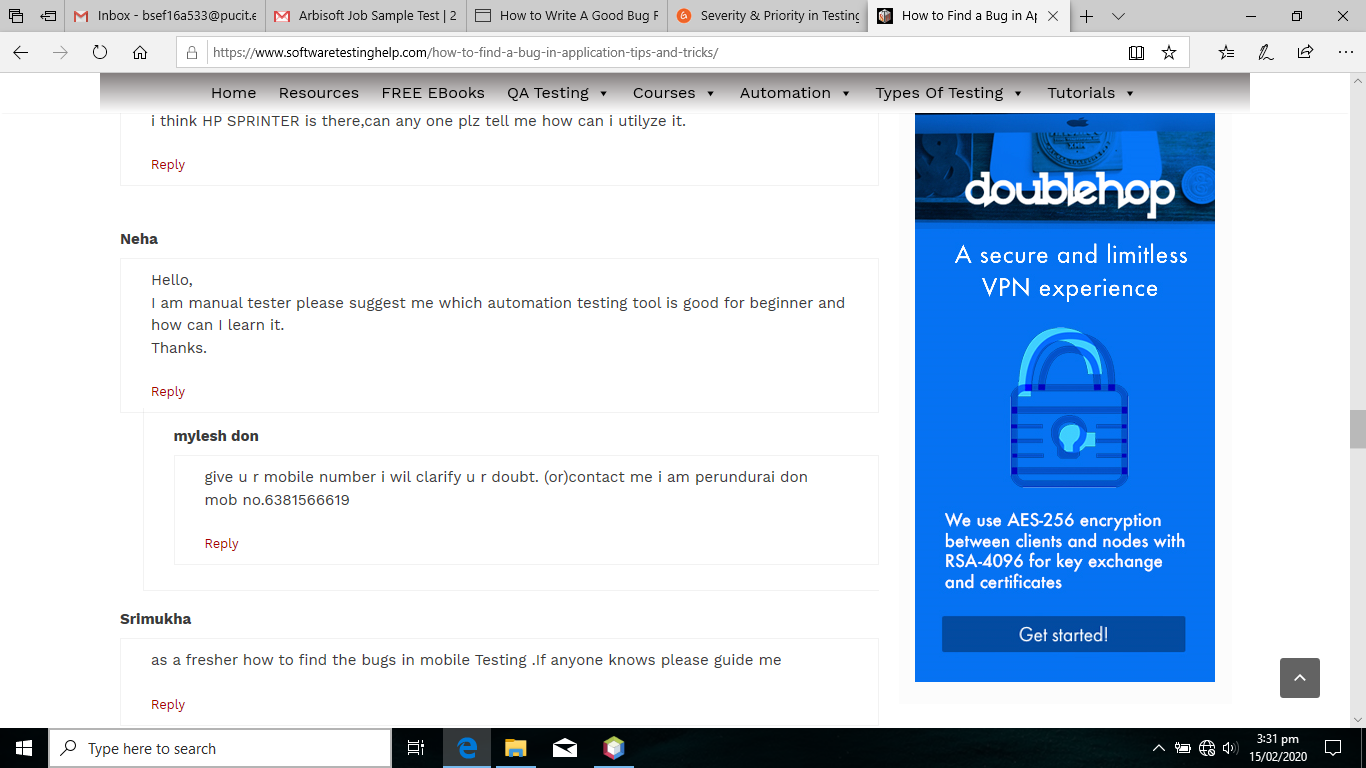 Inbox - bsef16a533@pucit.e
Arbisoft Job Sample Test | 2
How to Write A Good Bug R
Severity & Priority in Testing
How to Find a Bug in Ap
https://www.softwaretestinghelp.com/how-to-find-a-bug-in-application-tips-and-tricks/
Home Resources FREE EBooks QA Testing Courses Automation Types Of Testing Tutorials
i think HP SPRINTER is there,can any one plz tell me how can i utilyze it.
Reply
Neha
Hello,
I am manual tester please suggest me which automation testing tool is good for beginner and
how can I learn it.
Thanks.
Reply
mylesh don
give u r mobile number i wil clarify u r doubt. (or)contact me i am perundurai don
mob no.6381566619
Reply
Srimukha
as a fresher how to find the bugs in mobile Testing .If anyone knows please guide me
Reply
doublehop
A secure and limitless
VPN experience
We use AES-256 encryption
between clients and nodes with
RSA-4096 for key exchange
and certificates
Get started!
Type here to search
3:31 pm
15/02/2020